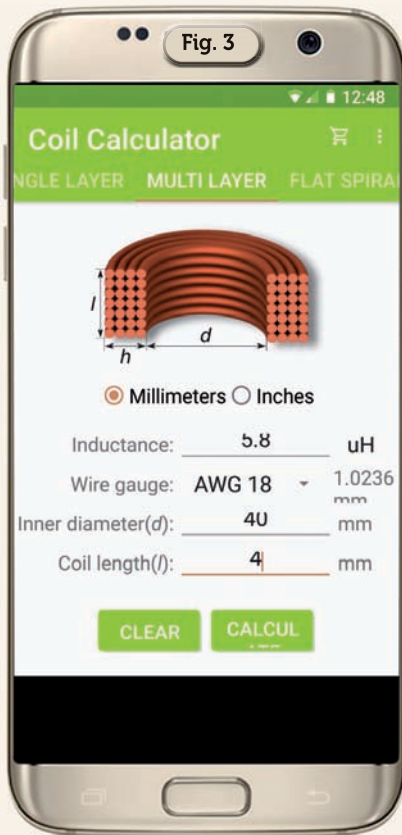 Fig. 3
12:48
Coil Calculator
NGLE LAYER MULTI LAYER FLAT SPIRA
l
h
d
Millimeters Inches
Inductance: 5.8 uH
Wire gauge: AWG 18 1.0236
mm
Inner diameter(d): 40 mm
Coil length(l): 4 mm
CLEAR CALCUL